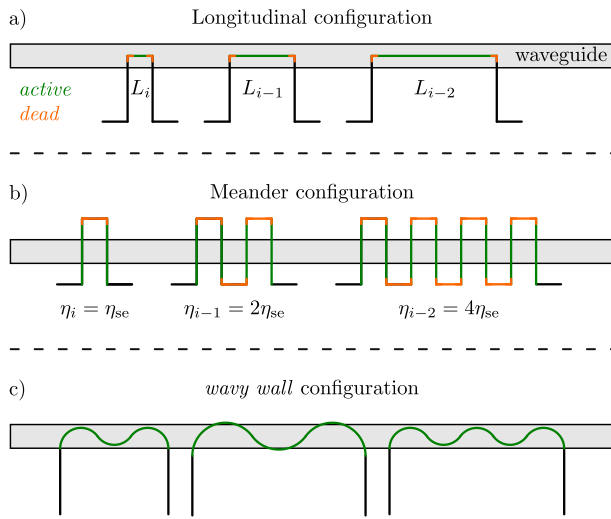 a) Longitudinal configuration
waveguide
active
dead
L_i L_{i−1} L_{i−2}
b) Meander configuration
η_i = η_se η_{i−1} = 2η_se η_{i−2} = 4η_se
c) wavy wall configuration